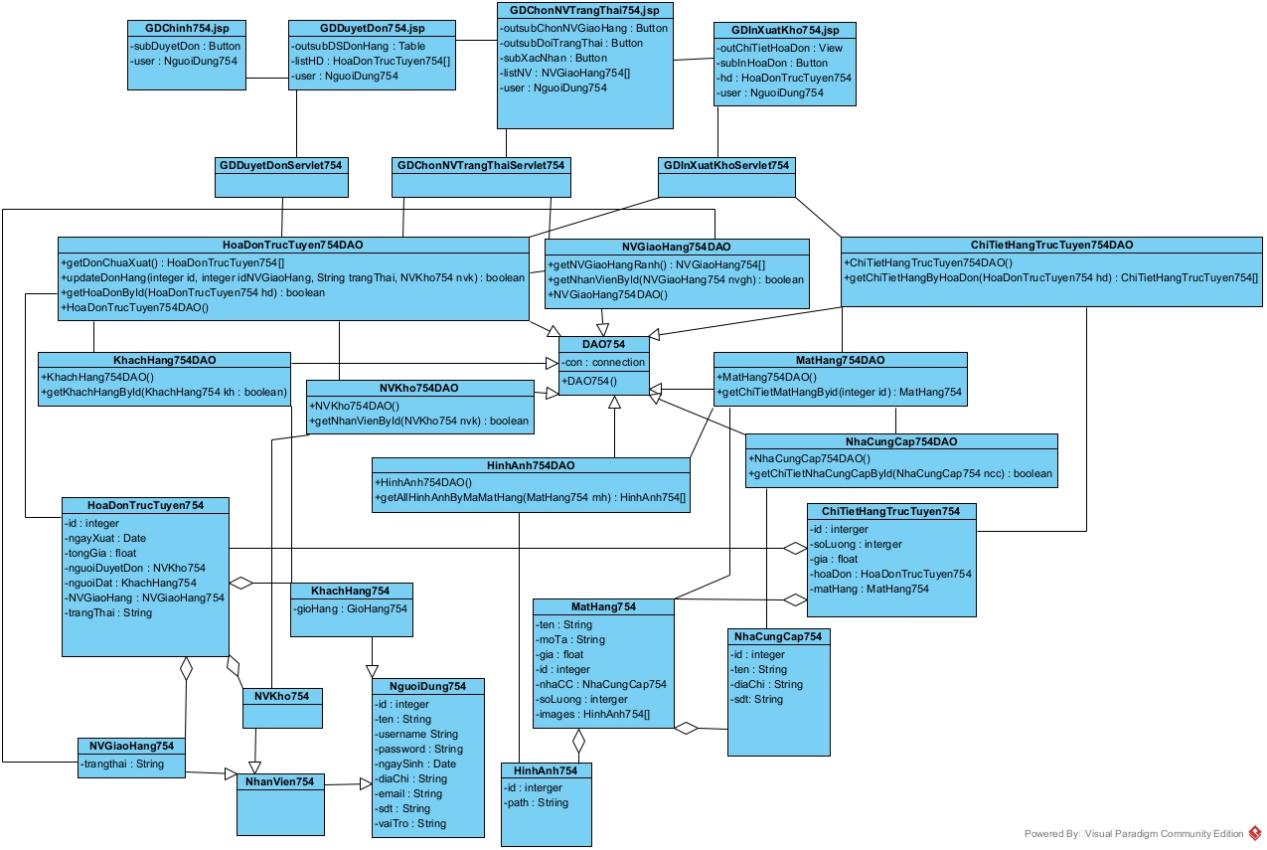 GDChinh754.jsp
-subDuyetDon : Button
-user : NguoiDung754
GDDuyetDon754.jsp
-outsubDSDonHang : Table
-listHD : HoaDonTrucTuyen754[]
-user : NguoiDung754
GDChonNVTrangThai754.jsp
-outsubChonNVGiaoHang : Button
-outsubDoiTrangThai : Button
-subXacNhan : Button
-listNV : NVGiaoHang754[]
-user : NguoiDung754
GDInXuatKho754.jsp
-outChiTietHoaDon : View
-subInHoaDon : Button
-hd : HoaDonTrucTuyen754
-user : NguoiDung754
GDDuyetDonServlet754
GDChonNVTrangThaiServlet754
GDInXuatKhoServlet754
HoaDonTrucTuyen754DAO
+getDonChuaXuat() : HoaDonTrucTuyen754[]
+updateDonHang(integer id, integer idNVGiaoHang, String trangThai, NVKho754 nvk) : boolean
+getHoaDonById(HoaDonTrucTuyen754 hd) : boolean
+HoaDonTrucTuyen754DAO()
NVGiaoHang754DAO
+getNVGiaoHangRanh() : NVGiaoHang754[]
+getNhanVienById(NVGiaoHang754 nvgh) : boolean
+NVGiaoHang754DAO()
ChiTietHangTrucTuyen754DAO
+ChiTietHangTrucTuyen754DAO()
+getChiTietHangByHoaDon(HoaDonTrucTuyen754 hd) : ChiTietHangTrucTuyen754[]
DAO754
-con : connection
+DAO754()
KhachHang754DAO
+KhachHang754DAO()
+getKhachHangById(KhachHang754 kh : boolean)
NVKho754DAO
+NVKho754DAO()
+getNhanVienById(NVKho754 nvk) : boolean
MatHang754DAO
+MatHang754DAO()
+getChiTietMatHangByid(integer id) : MatHang754
NhaCungCap754DAO
+NhaCungCap754DAO()
+getChiTietNhaCungCapById(NhaCungCap754 ncc) : boolean
HinhAnh754DAO
+HinhAnh754DAO()
+getAllHinhAnhByMaMatHang(MatHang754 mh) : HinhAnh754[]
HoaDonTrucTuyen754
-id : integer
-ngayXuat : Date
-tongGia : float
-nguoiDuyetDon : NVKho754
-nguoiDat : KhachHang754
-NVGiaoHang : NVGiaoHang754
-trangThai : String
ChiTietHangTrucTuyen754
-id : interger
-soLuong : interger
-gia : float
-hoaDon : HoaDonTrucTuyen754
-matHang : MatHang754
KhachHang754
-gioHang : GioHang754
MatHang754
-ten : String
-moTa : String
-gia : float
-id : integer
-nhaCC : NhaCungCap754
-soLuong : interger
-images : HinhAnh754[]
NhaCungCap754
-id : integer
-ten : String
-diaChi : String
-sdt: String
NVKho754
NguoiDung754
-id : integer
-ten : String
-username String
-password : String
-ngaySinh : Date
-diaChi : String
-email : String
-sdt : String
-vaiTro : String
NVGiaoHang754
-trangthai : String
NhanVien754
HinhAnh754
-id : interger
-path : Striing
Powered By Visual Paradigm Community Edition